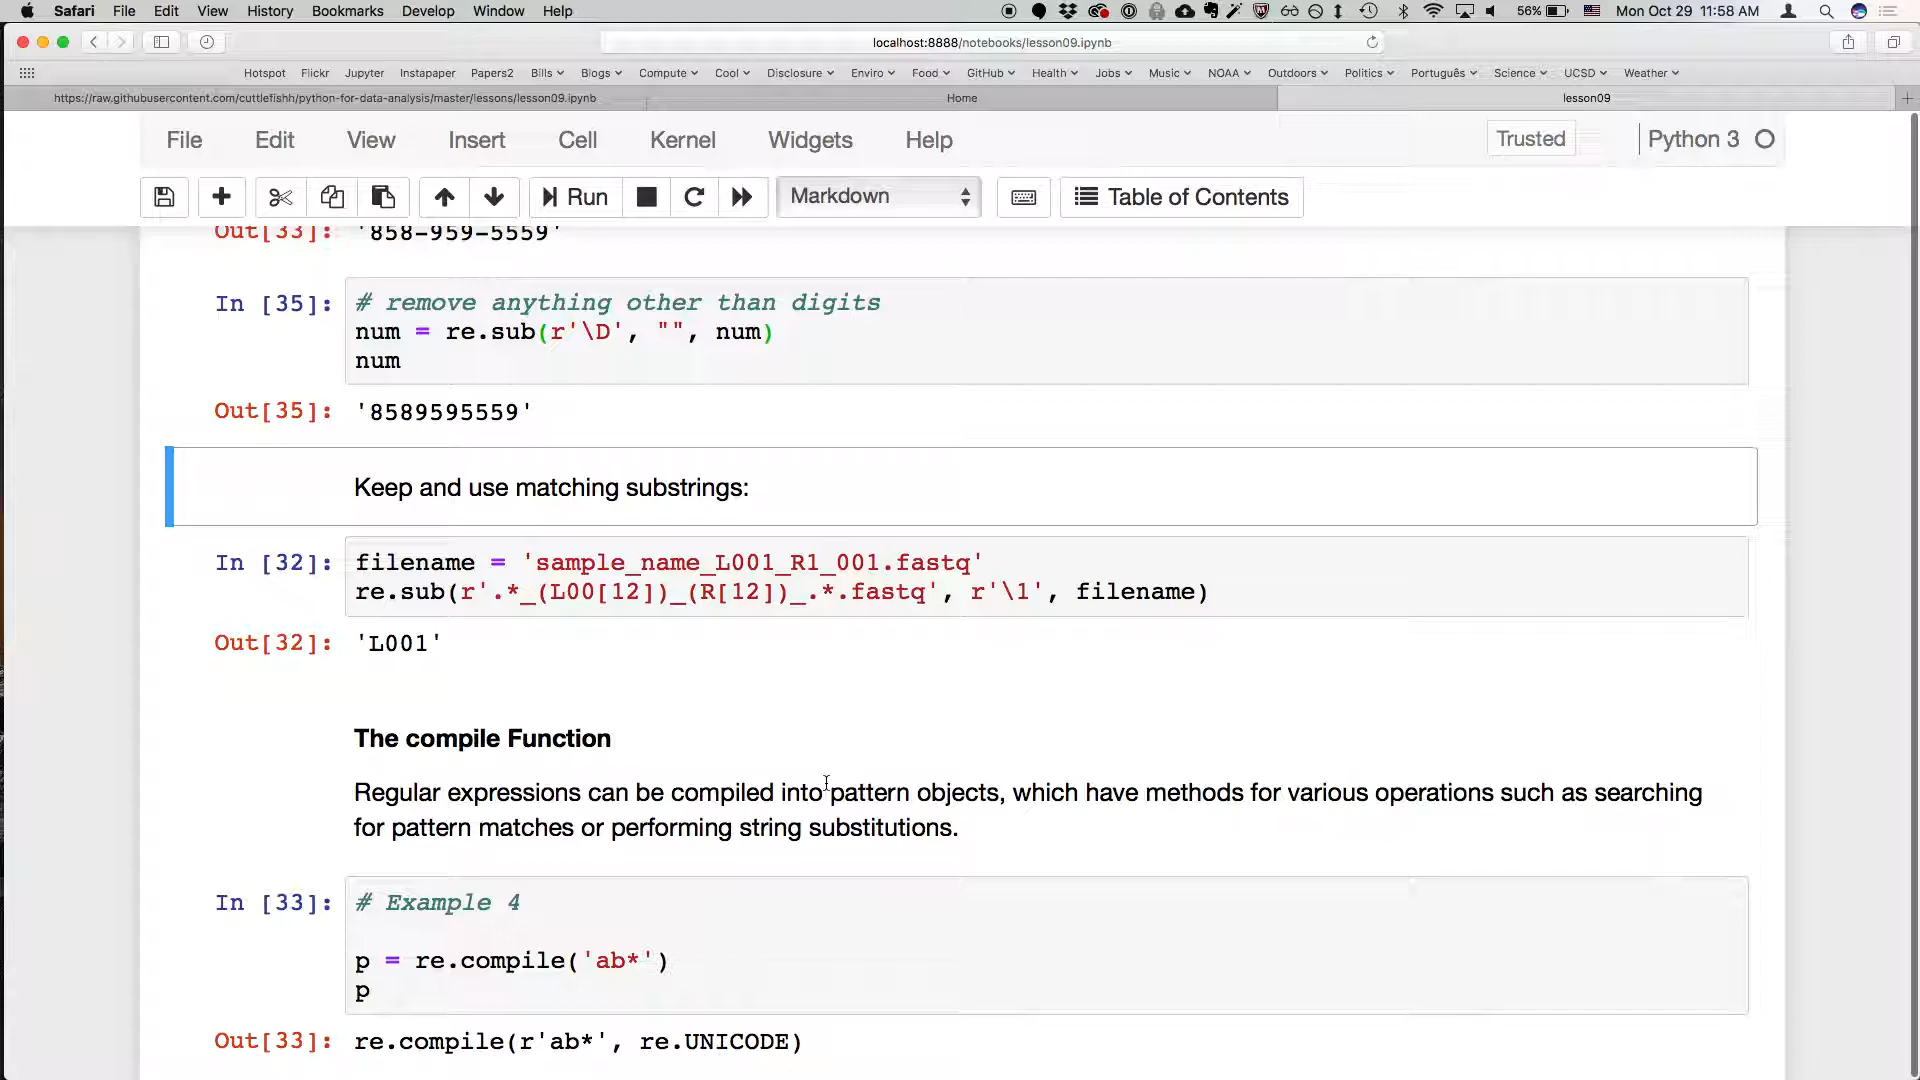 Safari File Edit View History Bookmarks Develop Window Help 56% Mon Oct 29 11:58 AM
localhost:8888/notebooks/lesson09.ipynb
Hotspot Flickr Jupyter Instapaper Papers2 Bills Blogs Compute Cool Disclosure Enviro Food GitHub Health Jobs Music NOAA Outdoors Politics Português Science UCSD Weather
https://raw.githubusercontent.com/cuttlefishh/python-for-data-analysis/master/lessons/lesson09.ipynb Home lesson09
File Edit View Insert Cell Kernel Widgets Help Trusted Python 3
Run Markdown Table of Contents
Out[33]: '858-959-5559'
In [35]: # remove anything other than digits
num = re.sub(r'\D', "", num)
num
Out[35]: '8589595559'
Keep and use matching substrings:
In [32]: filename = 'sample_name_L001_R1_001.fastq'
re.sub(r'.*_(L00[12])_(R[12])_.*.fastq', r'\1', filename)
Out[32]: 'L001'
The compile Function
Regular expressions can be compiled into pattern objects, which have methods for various operations such as searching
for pattern matches or performing string substitutions.
In [33]: # Example 4
p = re.compile('ab*')
p
Out[33]: re.compile(r'ab*', re.UNICODE)